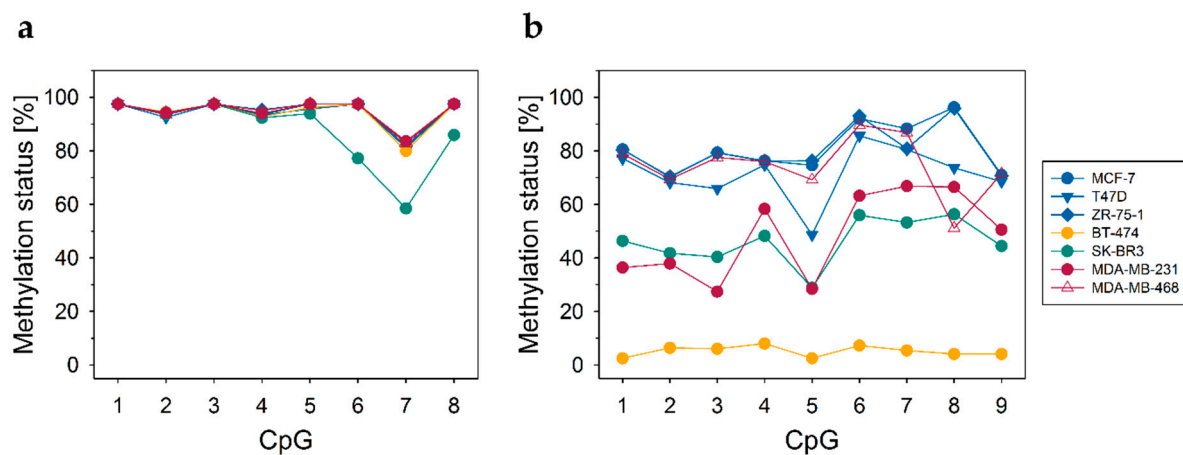 a
Methylation status [%]
100
80
60
40
20
0
1 2 3 4 5 6 7 8
CpG
b
Methylation status [%]
100
80
60
40
20
0
1 2 3 4 5 6 7 8 9
CpG
MCF-7
T47D
ZR-75-1
BT-474
SK-BR3
MDA-MB-231
MDA-MB-468